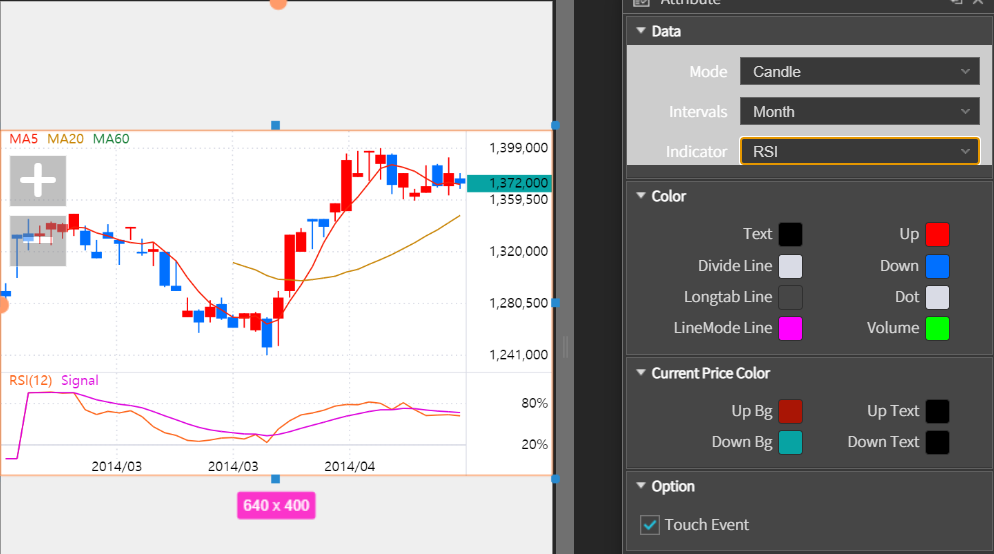 Attribute
Data
Mode Candle
Intervals Month
Indicator RSI
Color
Text Up
Divide Line Down
Longtab Line Dot
LineMode Line Volume
Current Price Color
Up Bg Up Text
Down Bg Down Text
Option
Touch Event
MA5 MA20 MA60
1,399,000
1,372,000
1,359,500
1,320,000
1,280,500
1,241,000
RSI(12) Signal
80%
20%
2014/03 2014/03 2014/04
640 x 400